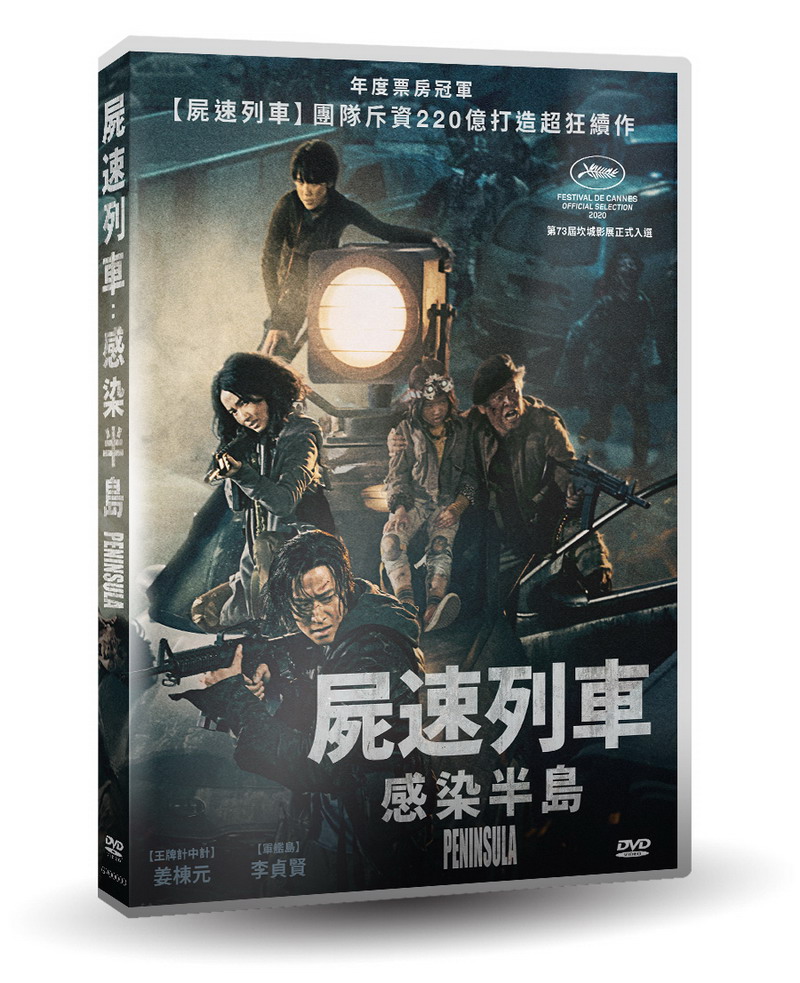 屍速列車：感染半島 PENINSULA
DVD
VIDEO
年度票房冠軍
【屍速列車】團隊斥資220億打造超狂續作
FESTIVAL DE CANNES
OFFICIAL SELECTION
2020
第73屆坎城影展正式入選
屍速列車
感染半島
PENINSULA
【王牌計中計】
姜棟元
【軍艦島】
李貞賢
DVD
VIDEO